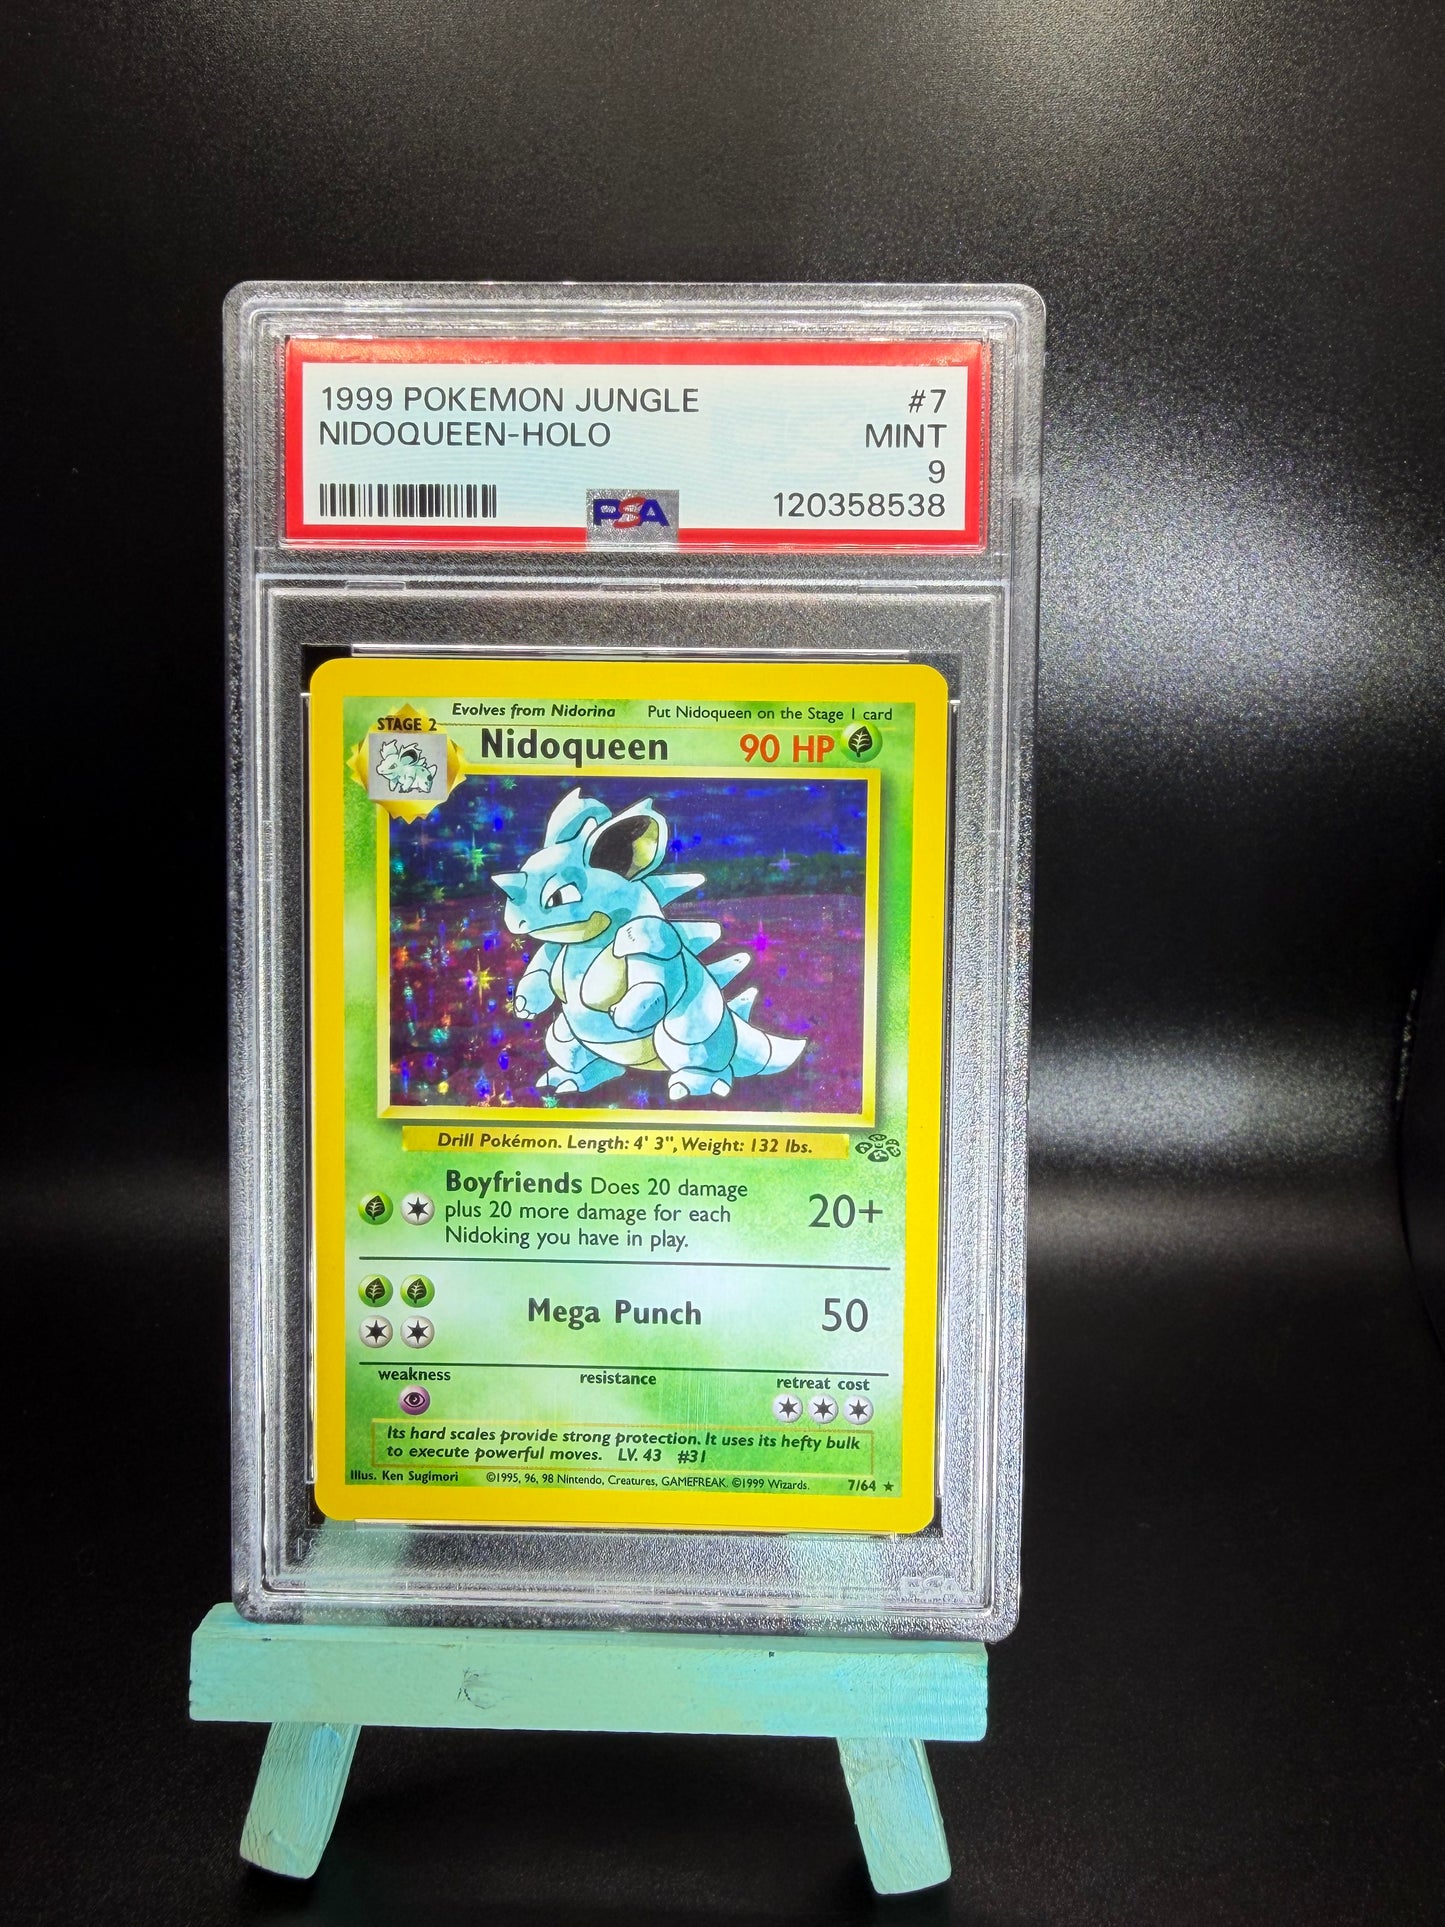 1999 POKEMON JUNGLE #7
NIDOQUEEN-HOLO MINT
9
PSA 120358538
Evolves from Nidorina Put Nidoqueen on the Stage 1 card
STAGE 2
Nidoqueen 90 HP
Drill Pokémon. Length: 4' 3", Weight: 132 lbs.
Boyfriends Does 20 damage
plus 20 more damage for each
Nidoking you have in play.
20+
Mega Punch 50
weakness resistance retreat cost
Its hard scales provide strong protection. It uses its hefty bulk
to execute powerful moves. LV. 43 #31
Illus. Ken Sugimori ©1995, 96, 98 Nintendo, Creatures, GAMEFREAK. ©1999 Wizards. 7/64 ★